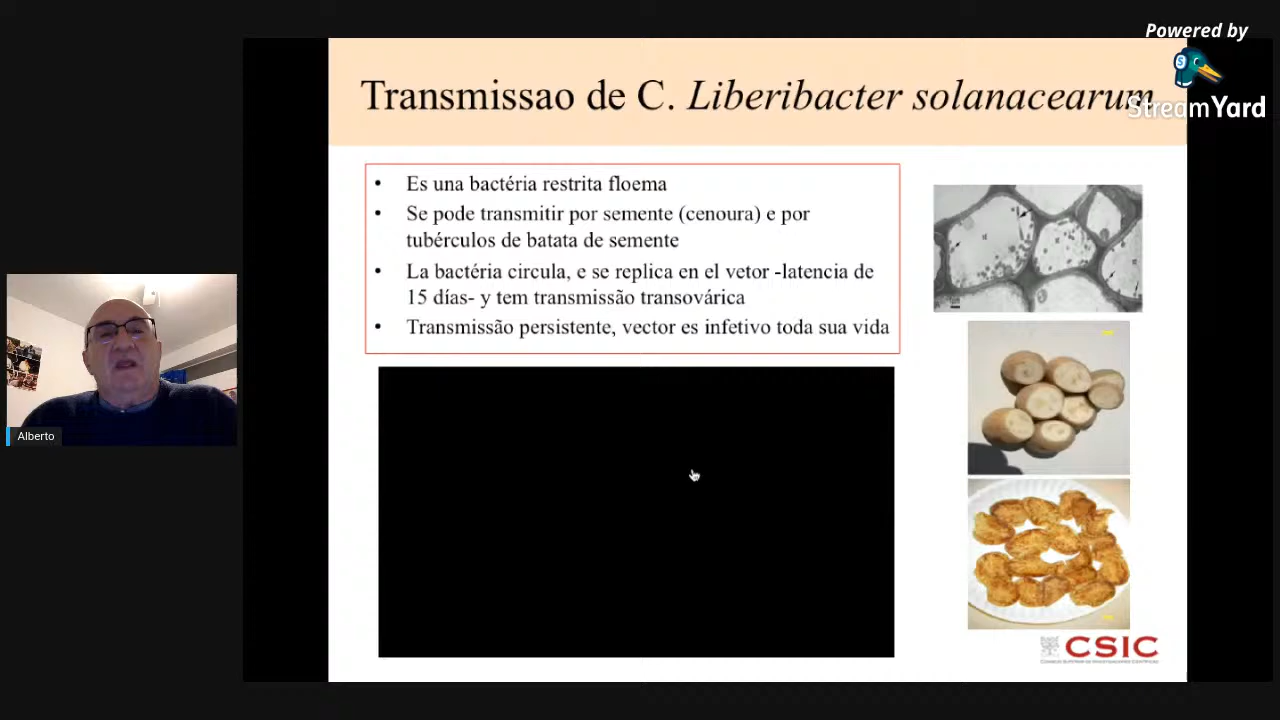 Powered by
StreamYard
Transmissao de C. Liberibacter solanacearum
• Es una bactéria restrita floema
• Se pode transmitir por semente (cenoura) e por
tubérculos de batata de semente
• La bactéria circula, e se replica en el vetor -latencia de
15 días- y tem transmissão transovárica
• Transmissão persistente, vector es infetivo toda sua vida
Alberto
CSIC